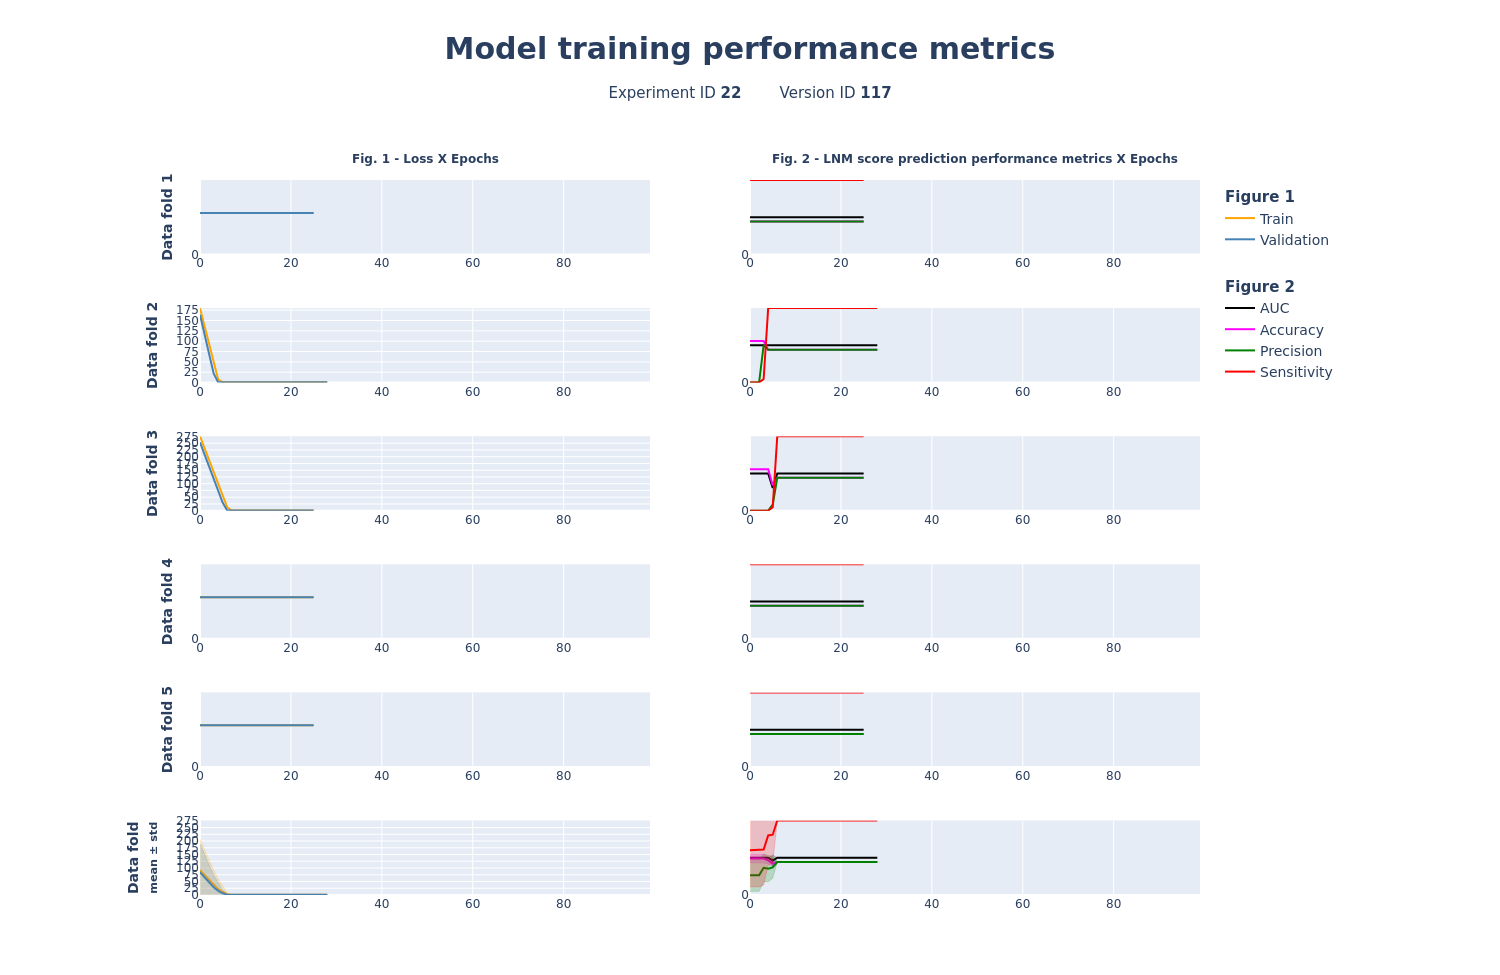 Model training performance metrics
Experiment ID 22 Version ID 117
Fig. 1 - Loss X Epochs
Fig. 2 - LNM score prediction performance metrics X Epochs
Data fold 1
0
0 20 40 60 80
0
0 20 40 60 80
Figure 1
Train
Validation
Figure 2
AUC
Accuracy
Precision
Sensitivity
Data fold 2
175
150
125
100
75
50
25
0
0 20 40 60 80
0
0 20 40 60 80
Data fold 3
275
250
225
200
175
150
125
100
75
50
25
0
0 20 40 60 80
0
0 20 40 60 80
Data fold 4
0
0 20 40 60 80
0
0 20 40 60 80
Data fold 5
0
0 20 40 60 80
0
0 20 40 60 80
Data fold
mean ± std
275
250
225
200
175
150
125
100
75
50
25
0
0 20 40 60 80
0
0 20 40 60 80